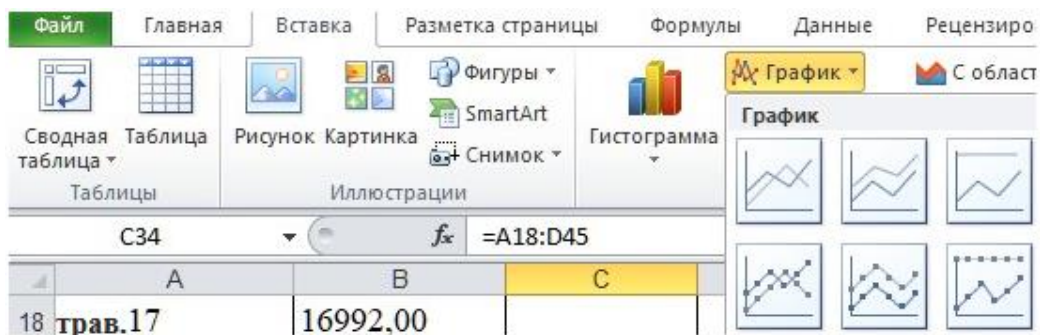 Файл Главная Вставка Разметка страницы Формулы Данные Рецензиро
Сводная таблица Таблица Рисунок Картинка
Фигуры
SmartArt
Снимок
Гистограмма
График С област
График
Таблицы Иллюстрации
C34 fx =A18:D45
A B C
18 трав.17 16992,00